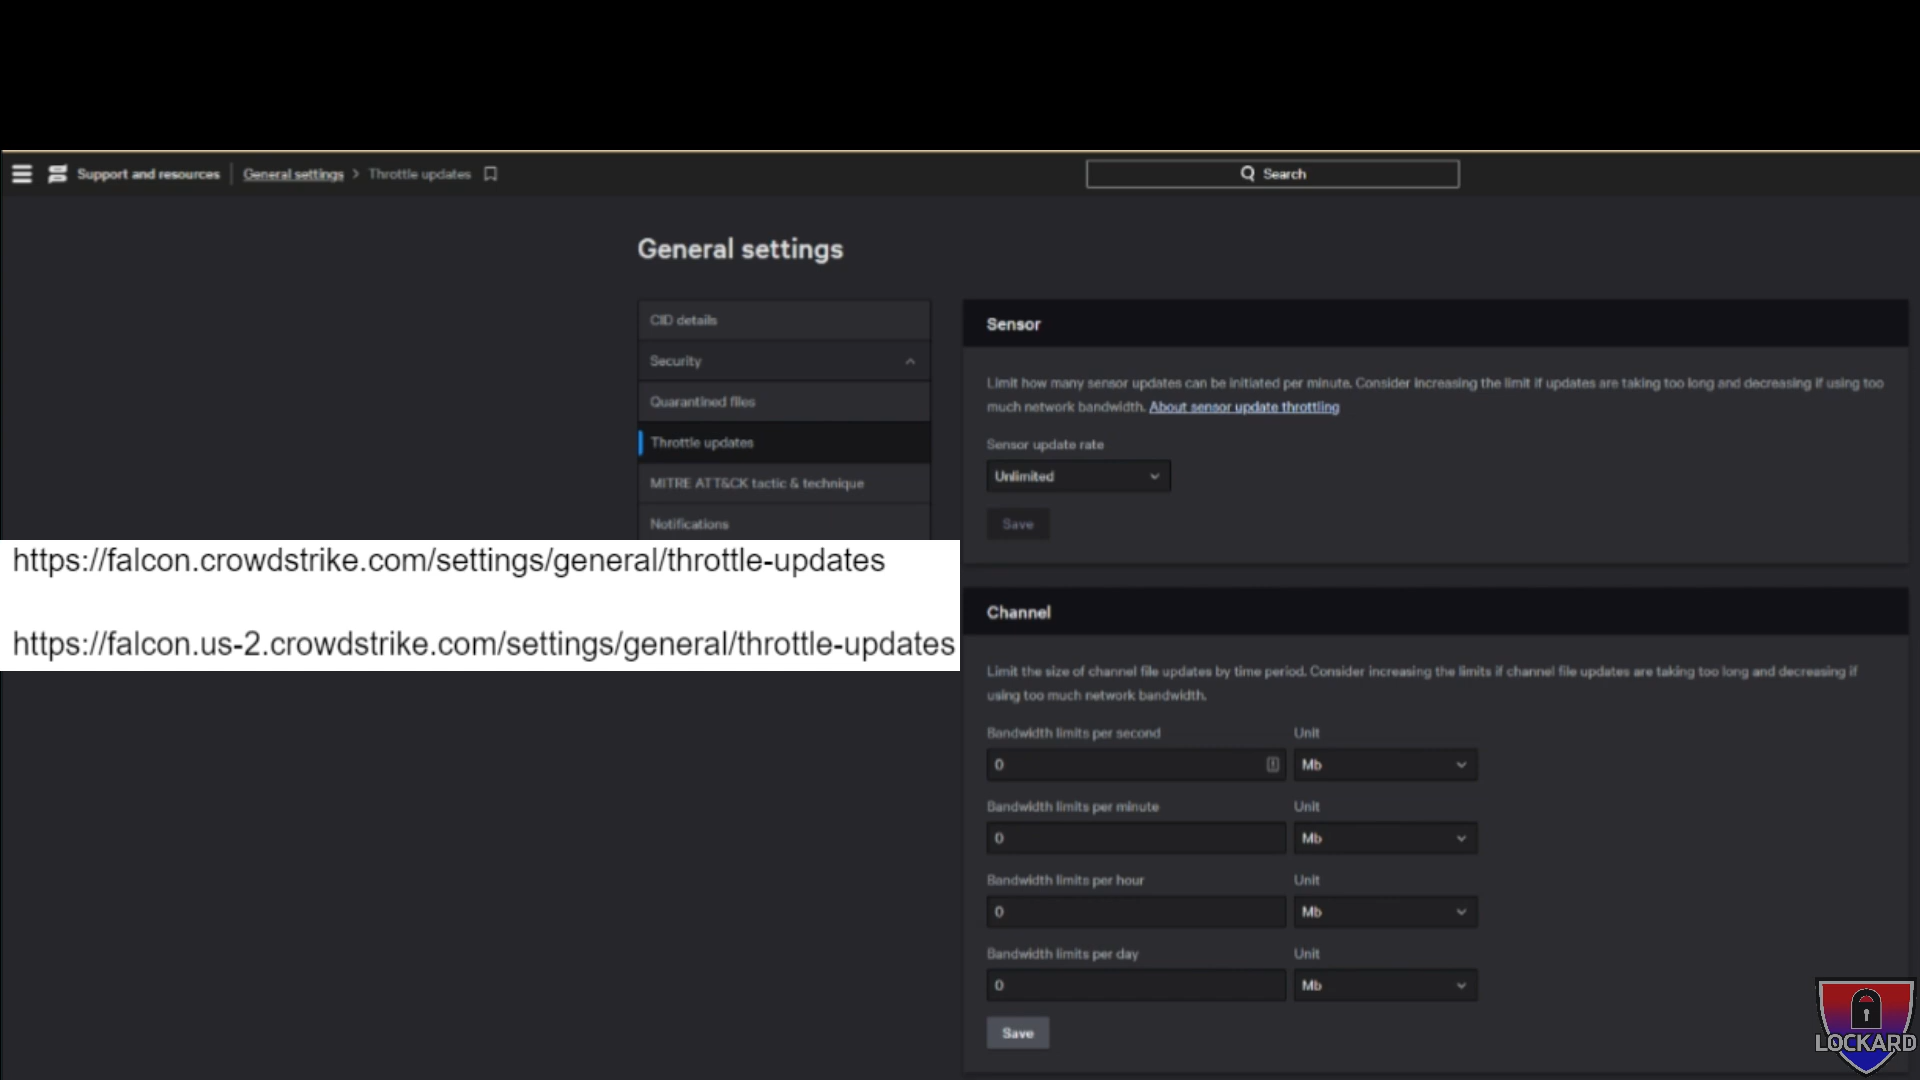 Support and resources
General settings > Throttle updates
Search
General settings
CID details
Security
Quarantined files
Throttle updates
MITRE ATT&CK tactic & technique
Notifications
https://falcon.crowdstrike.com/settings/general/throttle-updates
https://falcon.us-2.crowdstrike.com/settings/general/throttle-updates
Sensor
Limit how many sensor updates can be initiated per minute. Consider increasing the limit if updates are taking too long and decreasing if using too
much network bandwidth. About sensor update throttling
Sensor update rate
Unlimited
Save
Channel
Limit the size of channel file updates by time period. Consider increasing the limits if channel file updates are taking too long and decreasing if
using too much network bandwidth.
Bandwidth limits per second Unit
0 Mb
Bandwidth limits per minute Unit
0 Mb
Bandwidth limits per hour Unit
0 Mb
Bandwidth limits per day Unit
0 Mb
Save
LOCKARD